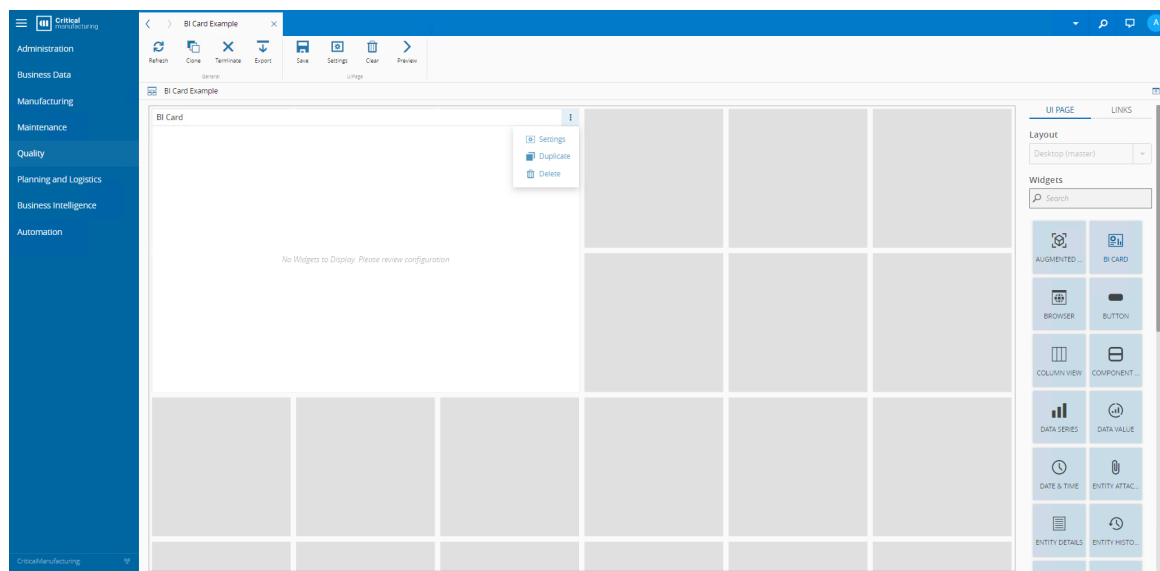 Critical
manufacturing
BI Card Example
A
Administration
Business Data
Manufacturing
Maintenance
Quality
Planning and Logistics
Business Intelligence
Automation
CriticalManufacturing
Refresh Clone Terminate Export Save Settings Clear Preview
General UIPage
BI Card Example
BI Card
Settings
Duplicate
Delete
No Widgets to Display. Please review configuration
UI PAGE LINKS
Layout
Desktop (master)
Widgets
Search
AUGMENTED ... BI CARD
BROWSER BUTTON
COLUMN VIEW COMPONENT ...
DATA SERIES DATA VALUE
DATE & TIME ENTITY ATTAC...
ENTITY DETAILS ENTITY HISTO...